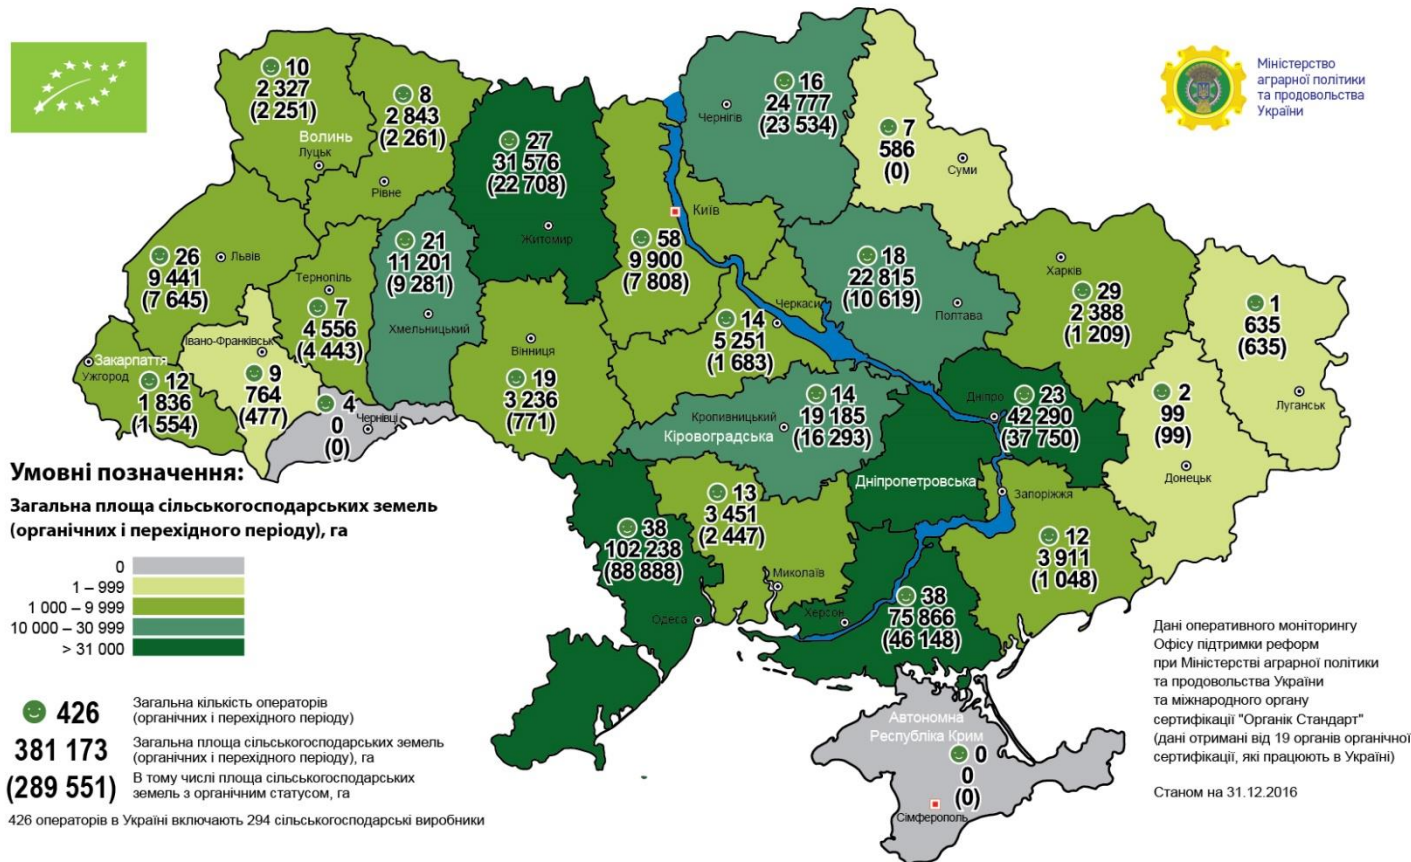 Міністерство
аграрної політики
та продовольства
України
10
2 327
(2 251)
Волинь
Луцьк
8
2 843
(2 261)
Рівне
27
31 576
(22 708)
Житомир
16
24 777
(23 534)
Чернігів
7
586
(0)
Суми
26
9 441
(7 645)
Львів
Тернопіль
7
4 556
(4 443)
21
11 201
(9 281)
Хмельницький
Київ
58
9 900
(7 808)
18
22 815
(10 619)
Полтава
Харків
29
2 388
(1 209)
1
635
(635)
Луганськ
Закарпаття
Ужгород
12
1 836
(1 554)
Івано-Франківськ
9
764
(477)
4
0
(0)
Чернівці
Вінниця
19
3 236
(771)
Черкаси
14
5 251
(1 683)
Кропивницький
Кіровоградська
14
19 185
(16 293)
Дніпро
23
42 290
(37 750)
Дніпропетровська
2
99
(99)
Донецьк
38
102 238
(88 888)
Одеса
13
3 451
(2 447)
Миколаїв
Запоріжжя
12
3 911
(1 048)
Херсон
38
75 866
(46 148)
Автономна
Республіка Крим
0
0
(0)
Сімферополь
Умовні позначення:
Загальна площа сільськогосподарських земель
(органічних і перехідного періоду), га
0
1 – 999
1 000 – 9 999
10 000 – 30 999
> 31 000
426 Загальна кількість операторів
(органічних і перехідного періоду)
381 173 Загальна площа сільськогосподарських земель
(органічних і перехідного періоду), га
(289 551) В тому числі площа сільськогосподарських
земель з органічним статусом, га
426 операторів в Україні включають 294 сільськогосподарські виробники
Дані оперативного моніторингу
Офісу підтримки реформ
при Міністерстві аграрної політики
та продовольства України
та міжнародного органу
сертифікації "Органік Стандарт"
(дані отримані від 19 органів органічної
сертифікації, які працюють в Україні)
Станом на 31.12.2016